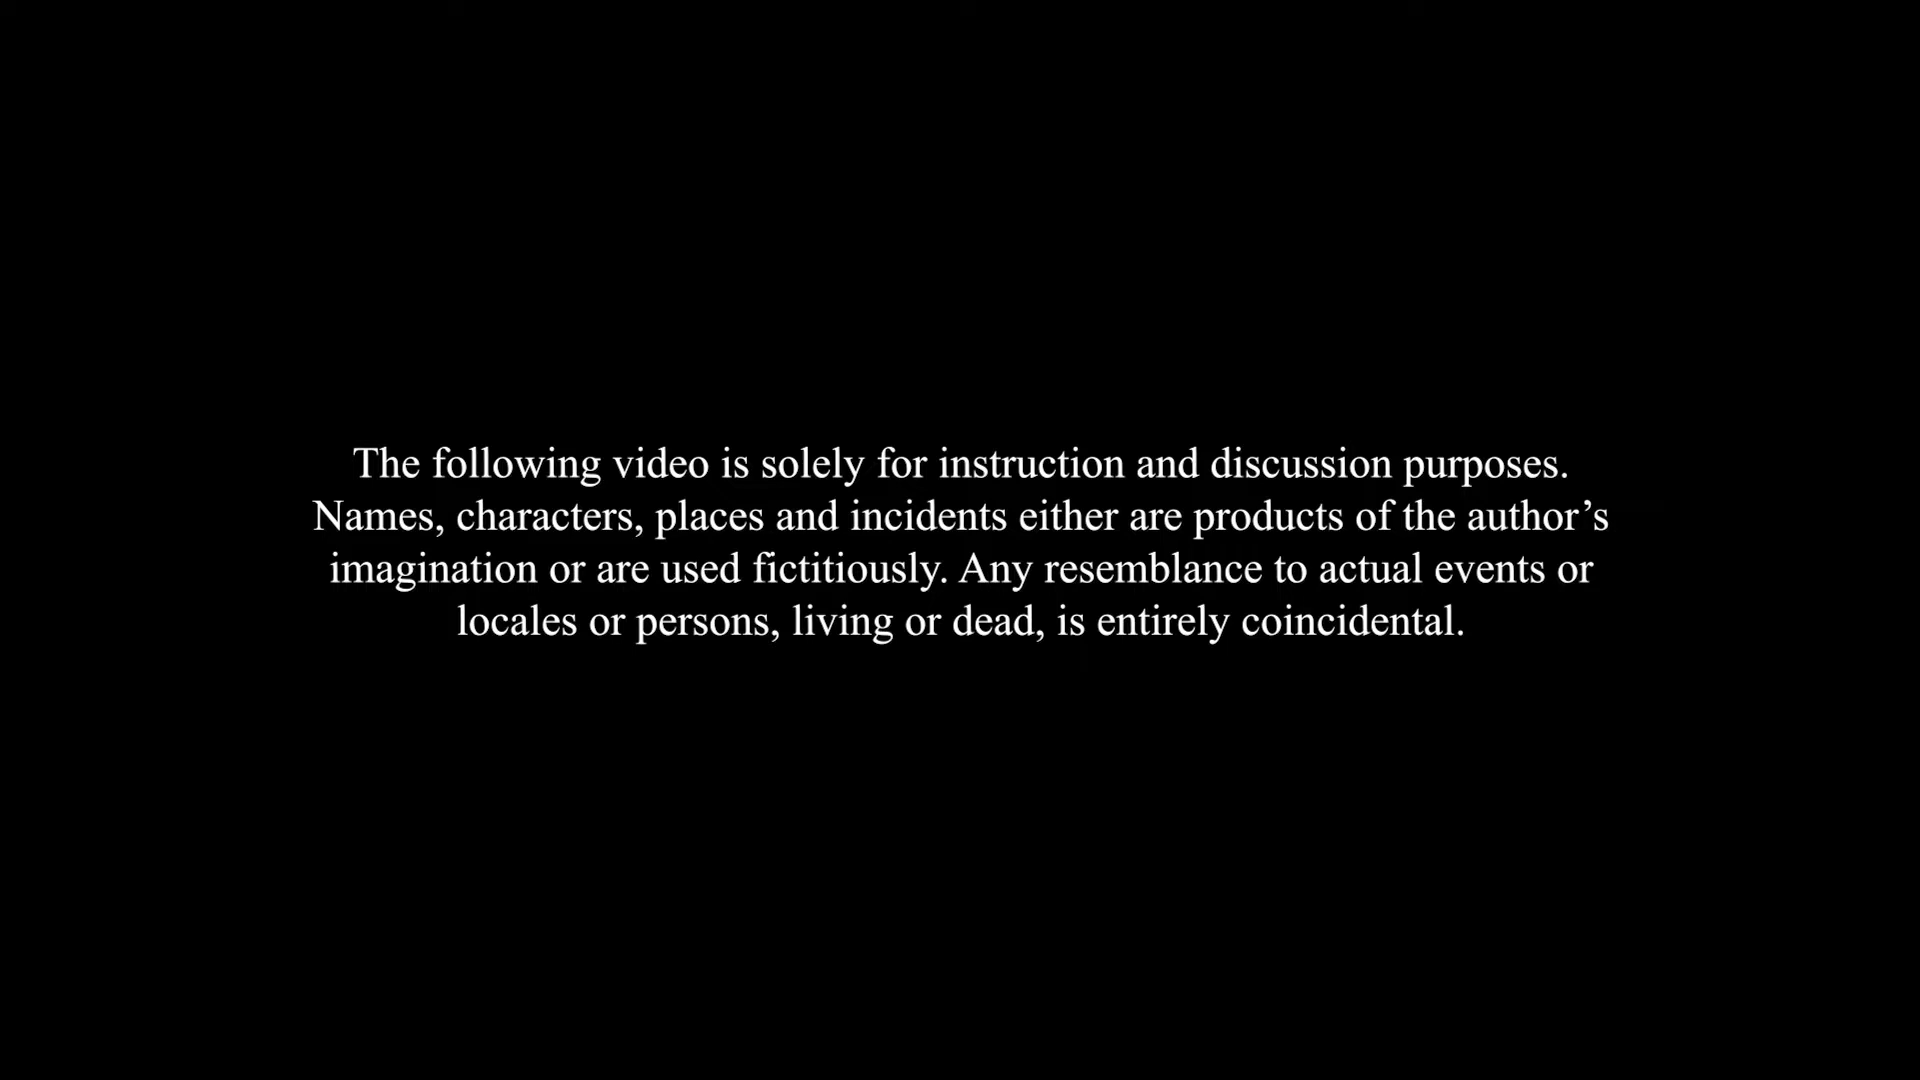 The following video is solely for instruction and discussion purposes.
Names, characters, places and incidents either are products of the author’s
imagination or are used fictitiously. Any resemblance to actual events or
locales or persons, living or dead, is entirely coincidental.